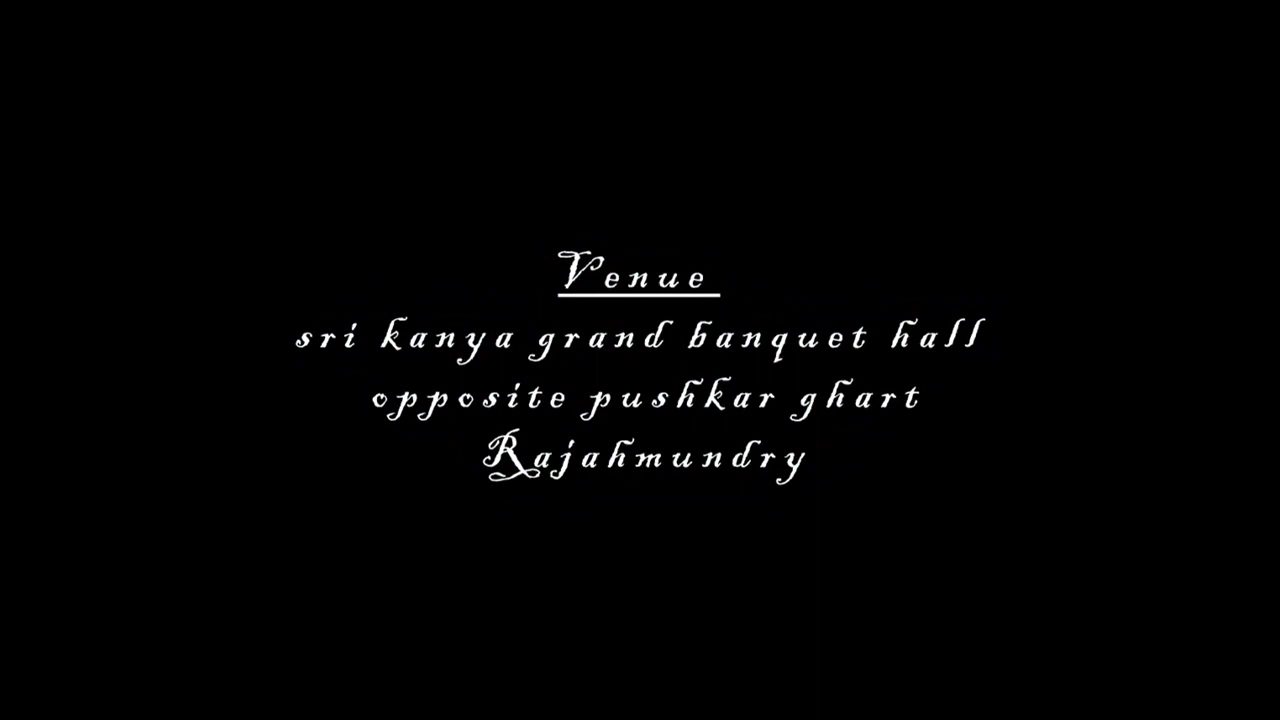 Venue
sri kanya grand banquet hall
opposite pushkar ghart
Rajahmundry